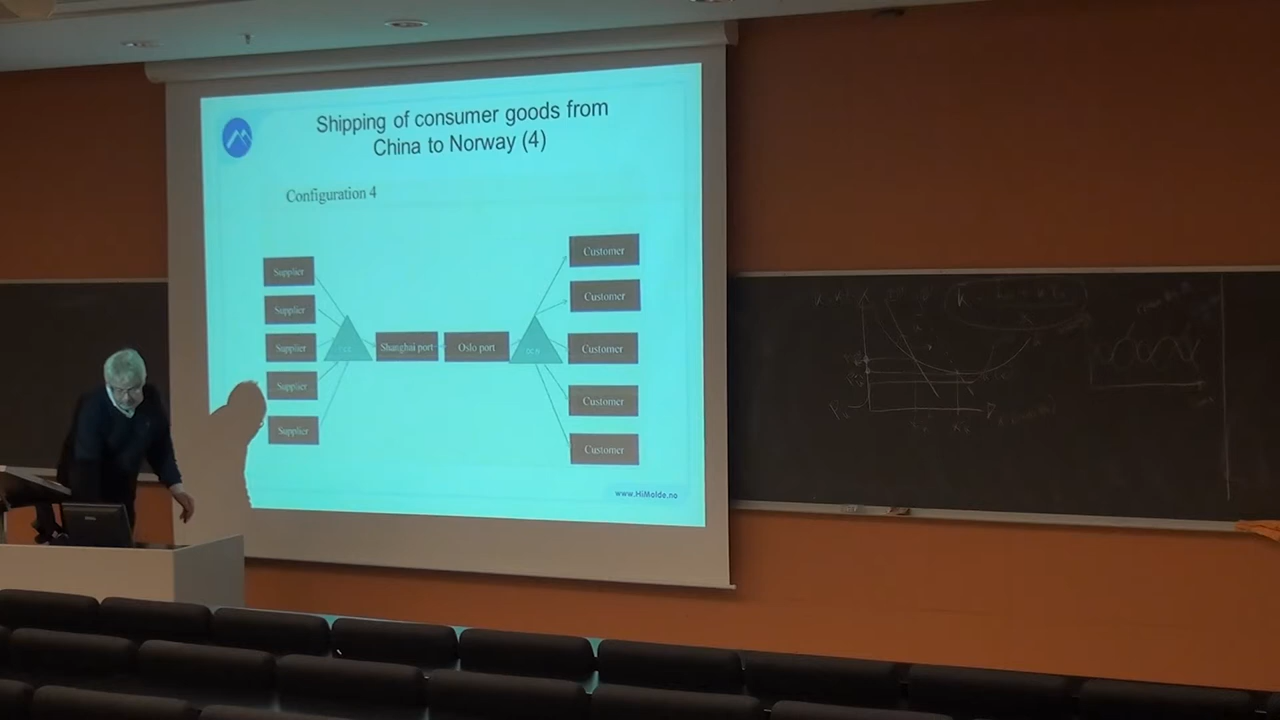 Shipping of consumer goods from
China to Norway (4)
Configuration 4
Supplier
Supplier
Supplier
Supplier
Supplier
Shanghai port
Oslo port
Customer
Customer
Customer
Customer
Customer
www.HiMolde.no
DELL